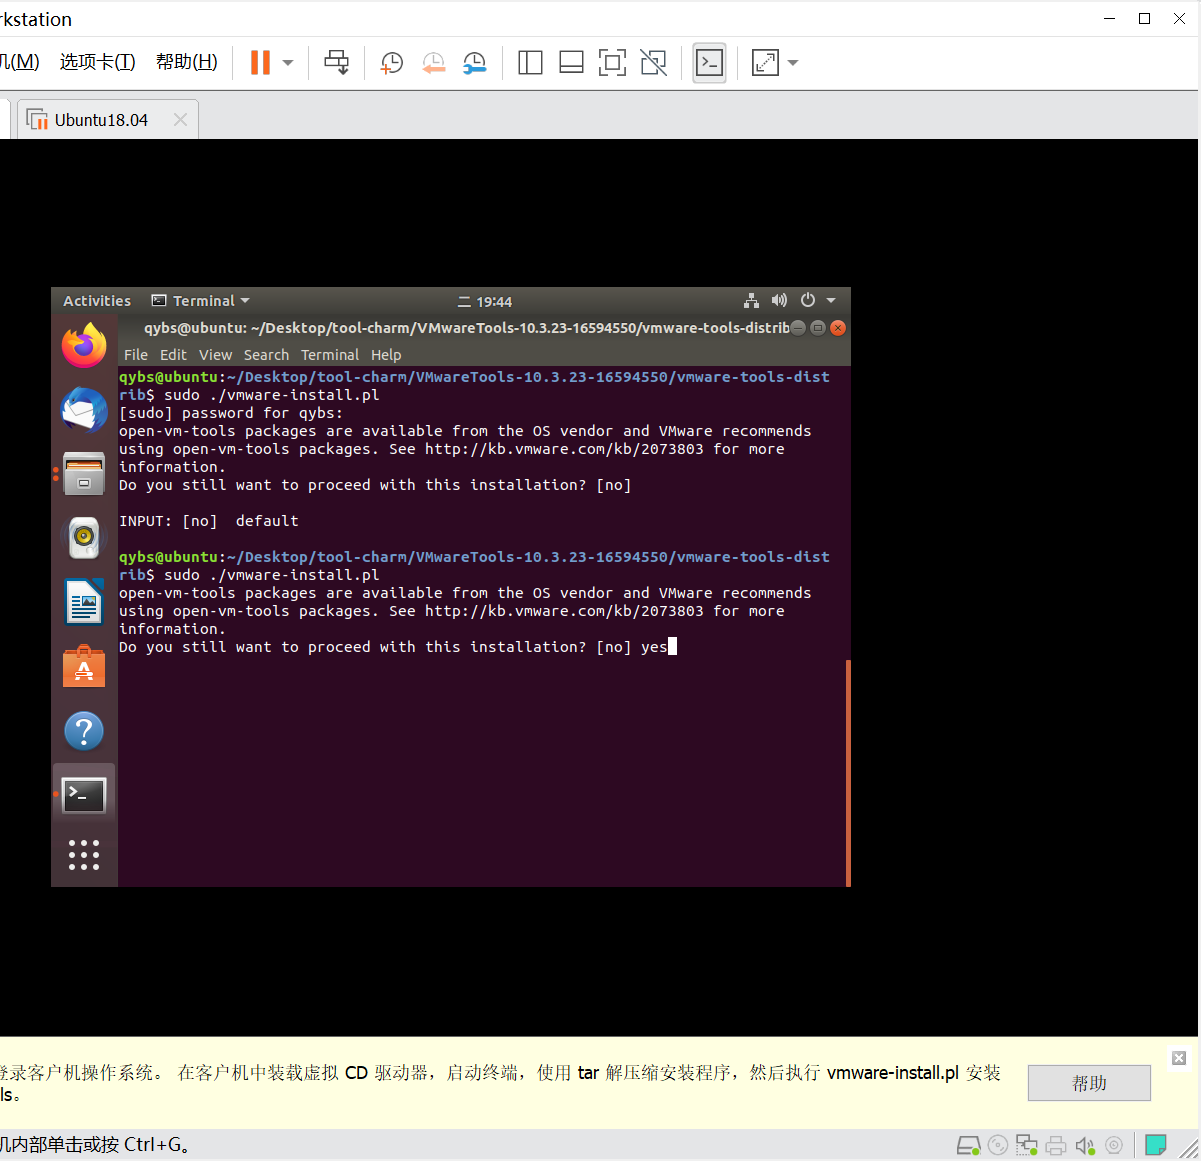 rkstation
机(M) 选项卡(T) 帮助(H)
Ubuntu18.04
Activities Terminal 二 19:44
qybs@ubuntu: ~/Desktop/tool-charm/VMwareTools-10.3.23-16594550/vmware-tools-distrib
File Edit View Search Terminal Help
qybs@ubuntu:~/Desktop/tool-charm/VMwareTools-10.3.23-16594550/vmware-tools-dist
rib$ sudo ./vmware-install.pl
[sudo] password for qybs:
open-vm-tools packages are available from the OS vendor and VMware recommends
using open-vm-tools packages. See http://kb.vmware.com/kb/2073803 for more
information.
Do you still want to proceed with this installation? [no]
INPUT: [no]  default
qybs@ubuntu:~/Desktop/tool-charm/VMwareTools-10.3.23-16594550/vmware-tools-dist
rib$ sudo ./vmware-install.pl
open-vm-tools packages are available from the OS vendor and VMware recommends
using open-vm-tools packages. See http://kb.vmware.com/kb/2073803 for more
information.
Do you still want to proceed with this installation? [no] yes
登录客户机操作系统。 在客户机中装载虚拟 CD 驱动器，启动终端，使用 tar 解压缩安装程序，然后执行 vmware-install.pl 安装
ls。
帮助
机内部单击或按 Ctrl+G。